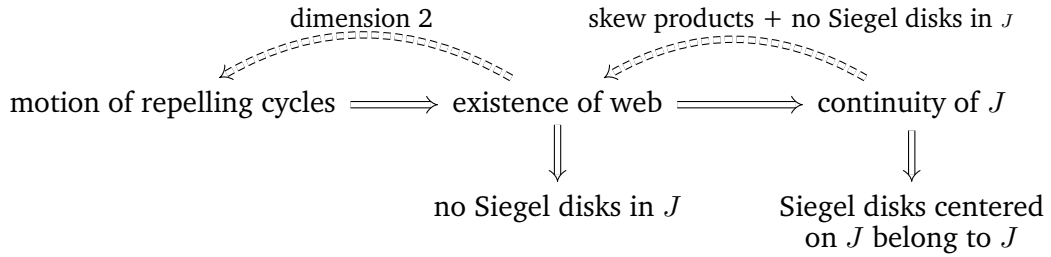 dimension 2
skew products + no Siegel disks in J
motion of repelling cycles
existence of web
continuity of J
no Siegel disks in J
Siegel disks centered
on J belong to J